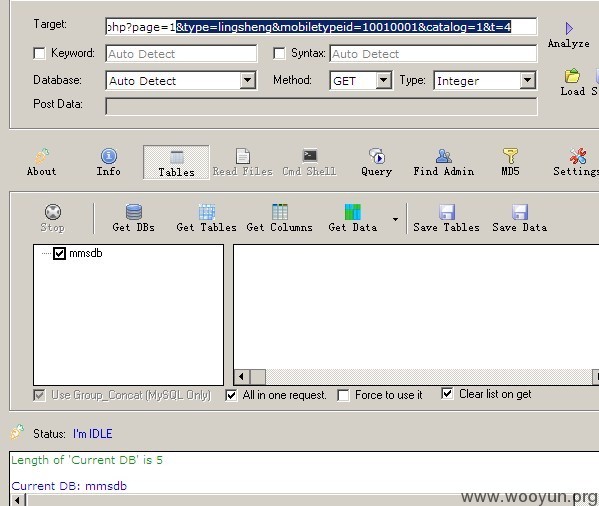 Target: php?page=1&type=lingsheng&mobiletypeid=10010001&catalog=1&t=4
Analyze
Keyword: Auto Detect Syntax: Auto Detect
Database: Auto Detect Method: GET Type: Integer
Load S
Post Data:
About Info Tables Read Files Cmd Shell Query Find Admin MD5 Settings
Stop Get DBs Get Tables Get Columns Get Data Save Tables Save Data
mmsdb
Use Group_Concat (MySQL Only) All in one request. Force to use it Clear list on get
Status: I'm IDLE
Length of 'Current DB' is 5
Current DB: mmsdb
www.wooyun.prg